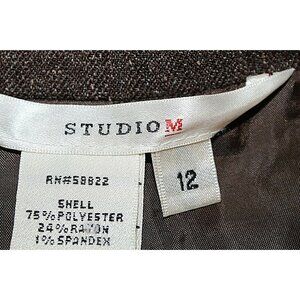 STUDIO M
12
RN#58822
SHELL
75% POLYESTER
24% RAYON
1% SPANDEX